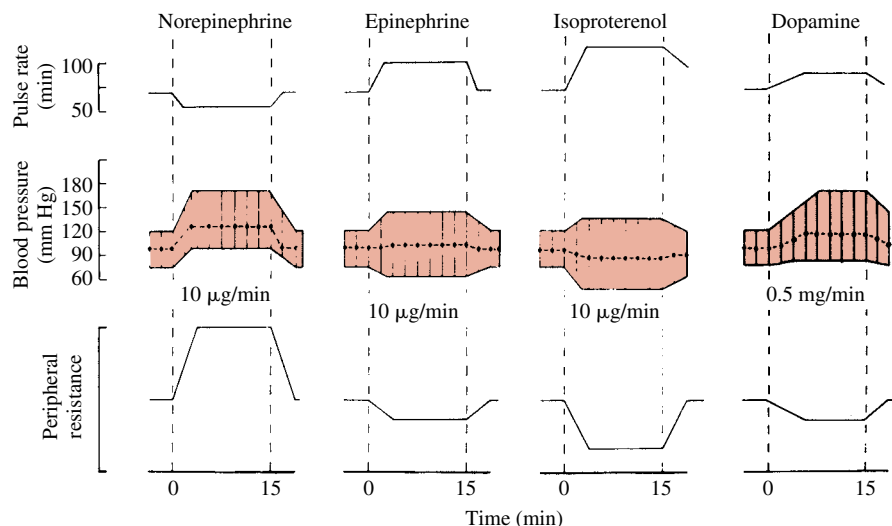 Norepinephrine Epinephrine Isoproterenol Dopamine
Pulse rate
(min)
100
50
Blood pressure
(mm Hg)
180
150
120
90
60
10 μg/min 10 μg/min 10 μg/min 0.5 mg/min
Peripheral
resistance
0 15 0 15 0 15 0 15
Time (min)